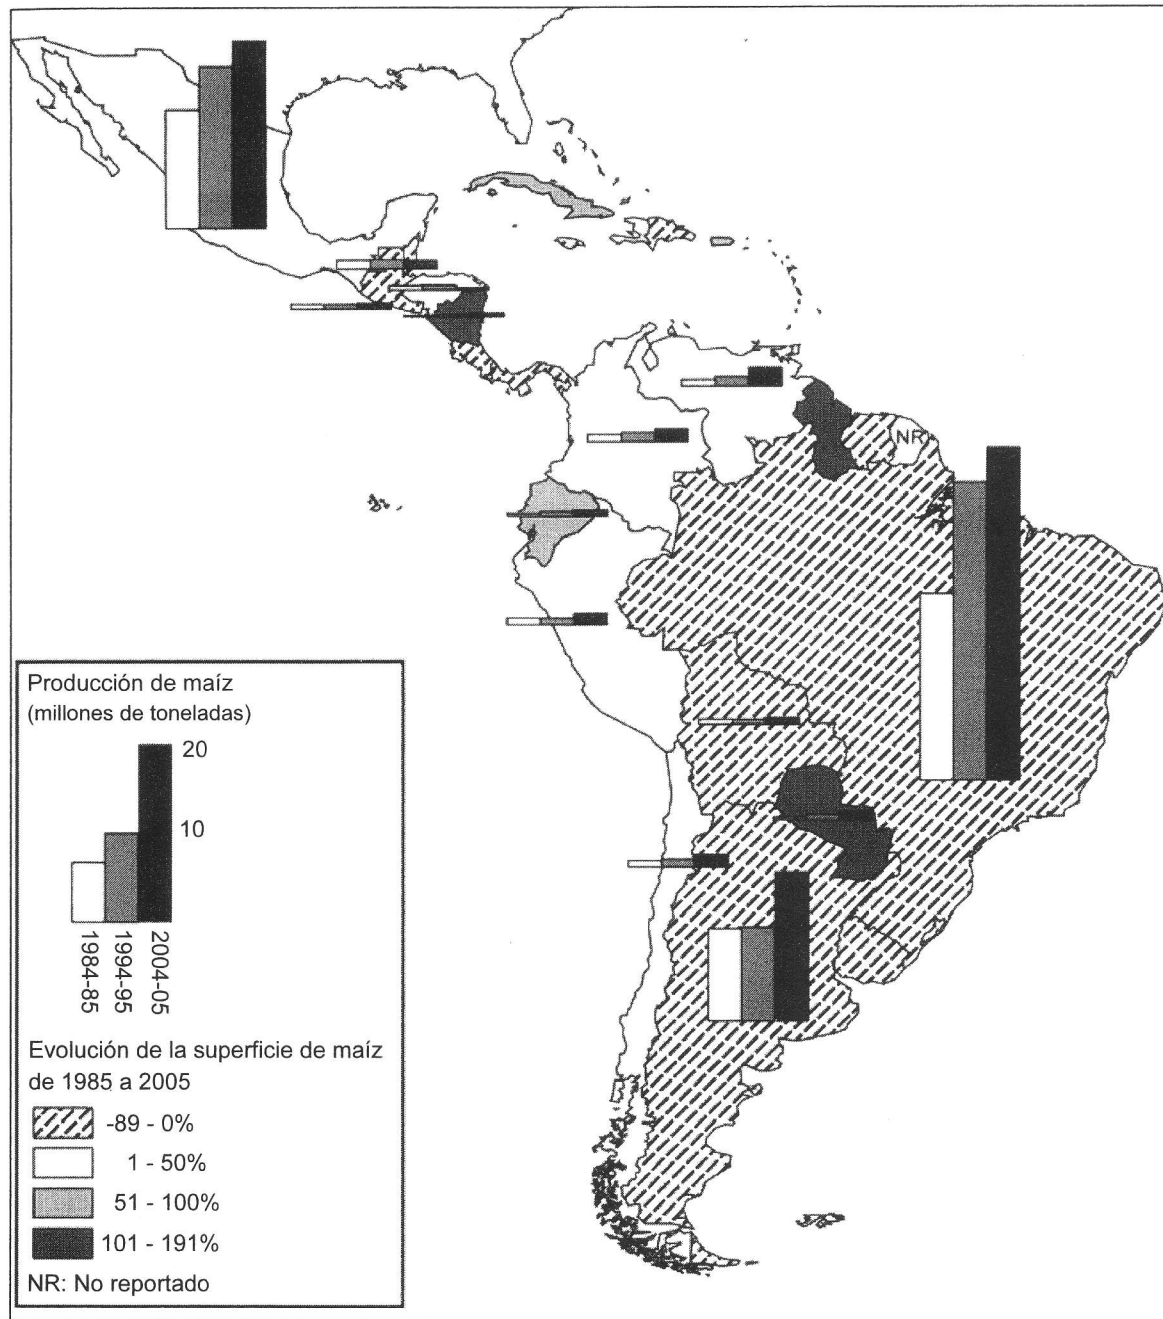 NR
Producción de maíz
(millones de toneladas)
20
10
1984-85
1994-95
2004-05
Evolución de la superficie de maíz
de 1985 a 2005
-89 - 0%
1 - 50%
51 - 100%
101 - 191%
NR: No reportado